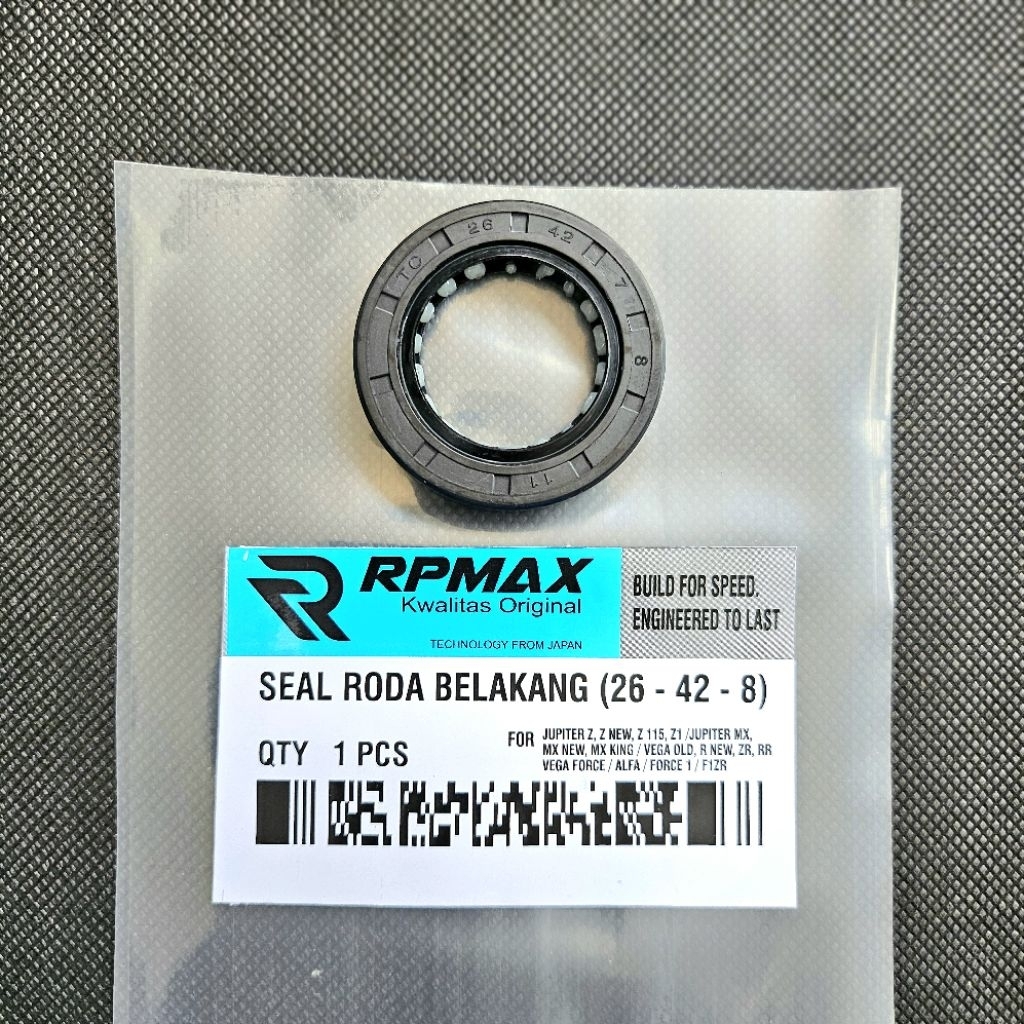 TC 26 42 7 8
11
RPMAX
Kwalitas Original
TECHNOLOGY FROM JAPAN
BUILD FOR SPEED.
ENGINEERED TO LAST
SEAL RODA BELAKANG (26 - 42 - 8)
QTY 1 PCS
FOR JUPITER Z, Z NEW, Z 115, Z1 /JUPITER MX,
MX NEW, MX KING / VEGA OLD, R NEW, ZR, RR
VEGA FORCE / ALFA / FORCE 1 / F1ZR